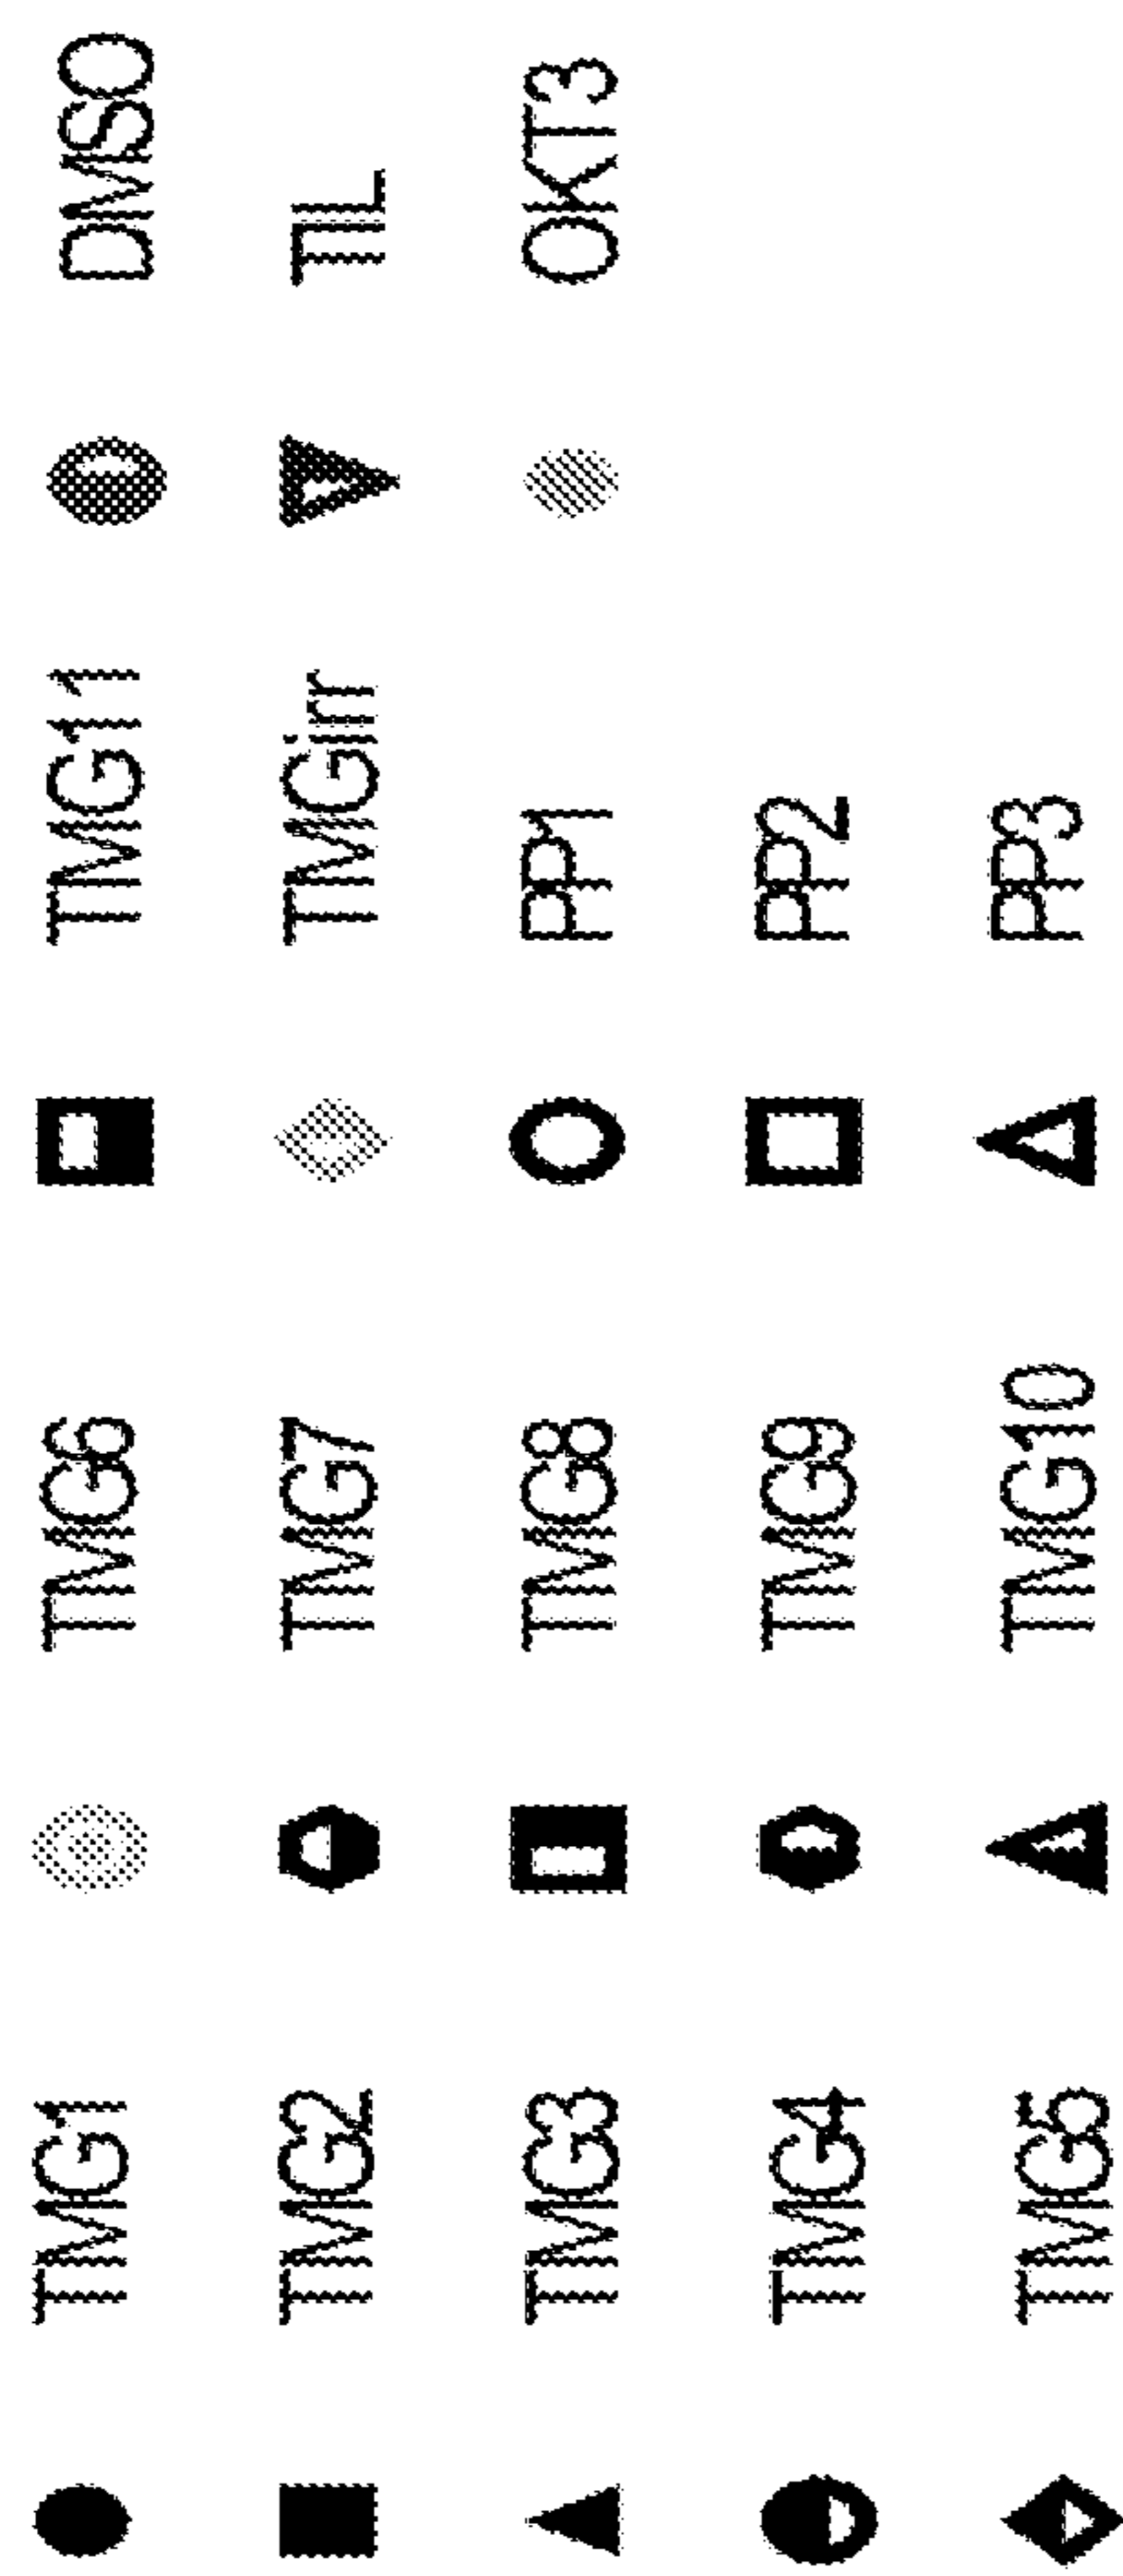 TMG1 TMG6 TMG11 DMSO
TMG2 TMG7 TMGirr TIL
TMG3 TMG8 PP1 OKT3
TMG4 TMG9 PP2
TMG5 TMG10 PP3